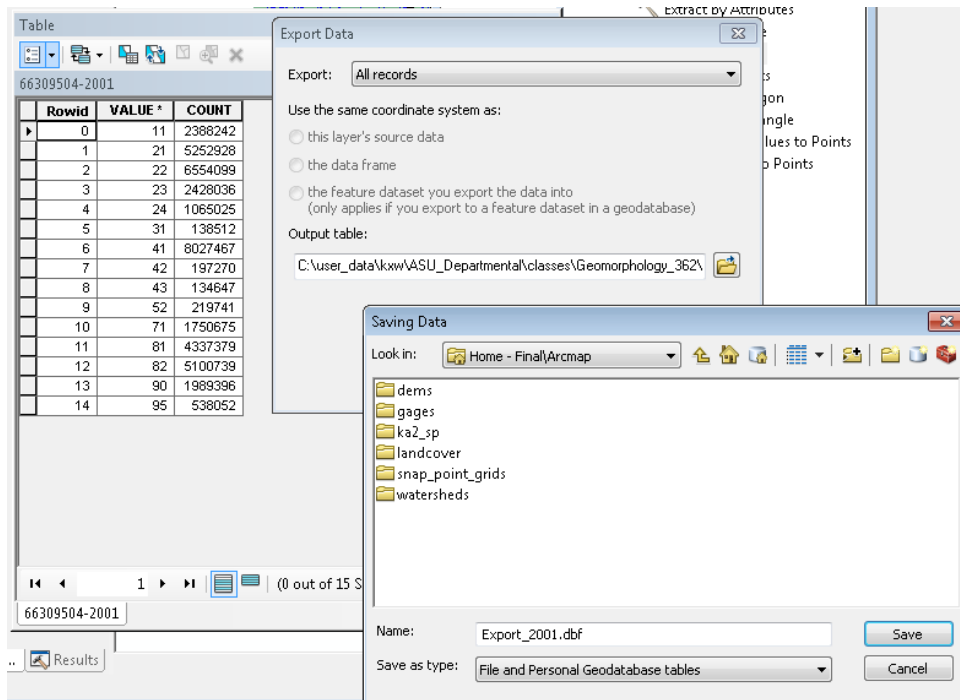 Table
66309504-2001
Rowid VALUE * COUNT
0 11 2388242
1 21 5252928
2 22 6554099
3 23 2428036
4 24 1065025
5 31 138512
6 41 8027467
7 42 197270
8 43 134647
9 52 219741
10 71 1750675
11 81 4337379
12 82 5100739
13 90 1989396
14 95 538052
1
(0 out of 15 S
66309504-2001
.. Results
Export Data
Export: All records
Use the same coordinate system as:
this layer's source data
the data frame
the feature dataset you export the data into
(only applies if you export to a feature dataset in a geodatabase)
Output table:
C:\user_data\kxw\ASU_Departmental\classes\Geomorphology_362\
Extract by Attributes
lues to Points
Points
Saving Data
Look in: Home - Final\Arcmap
dems
gages
ka2_sp
landcover
snap_point_grids
watersheds
Name: Export_2001.dbf
Save
Save as type: File and Personal Geodatabase tables
Cancel